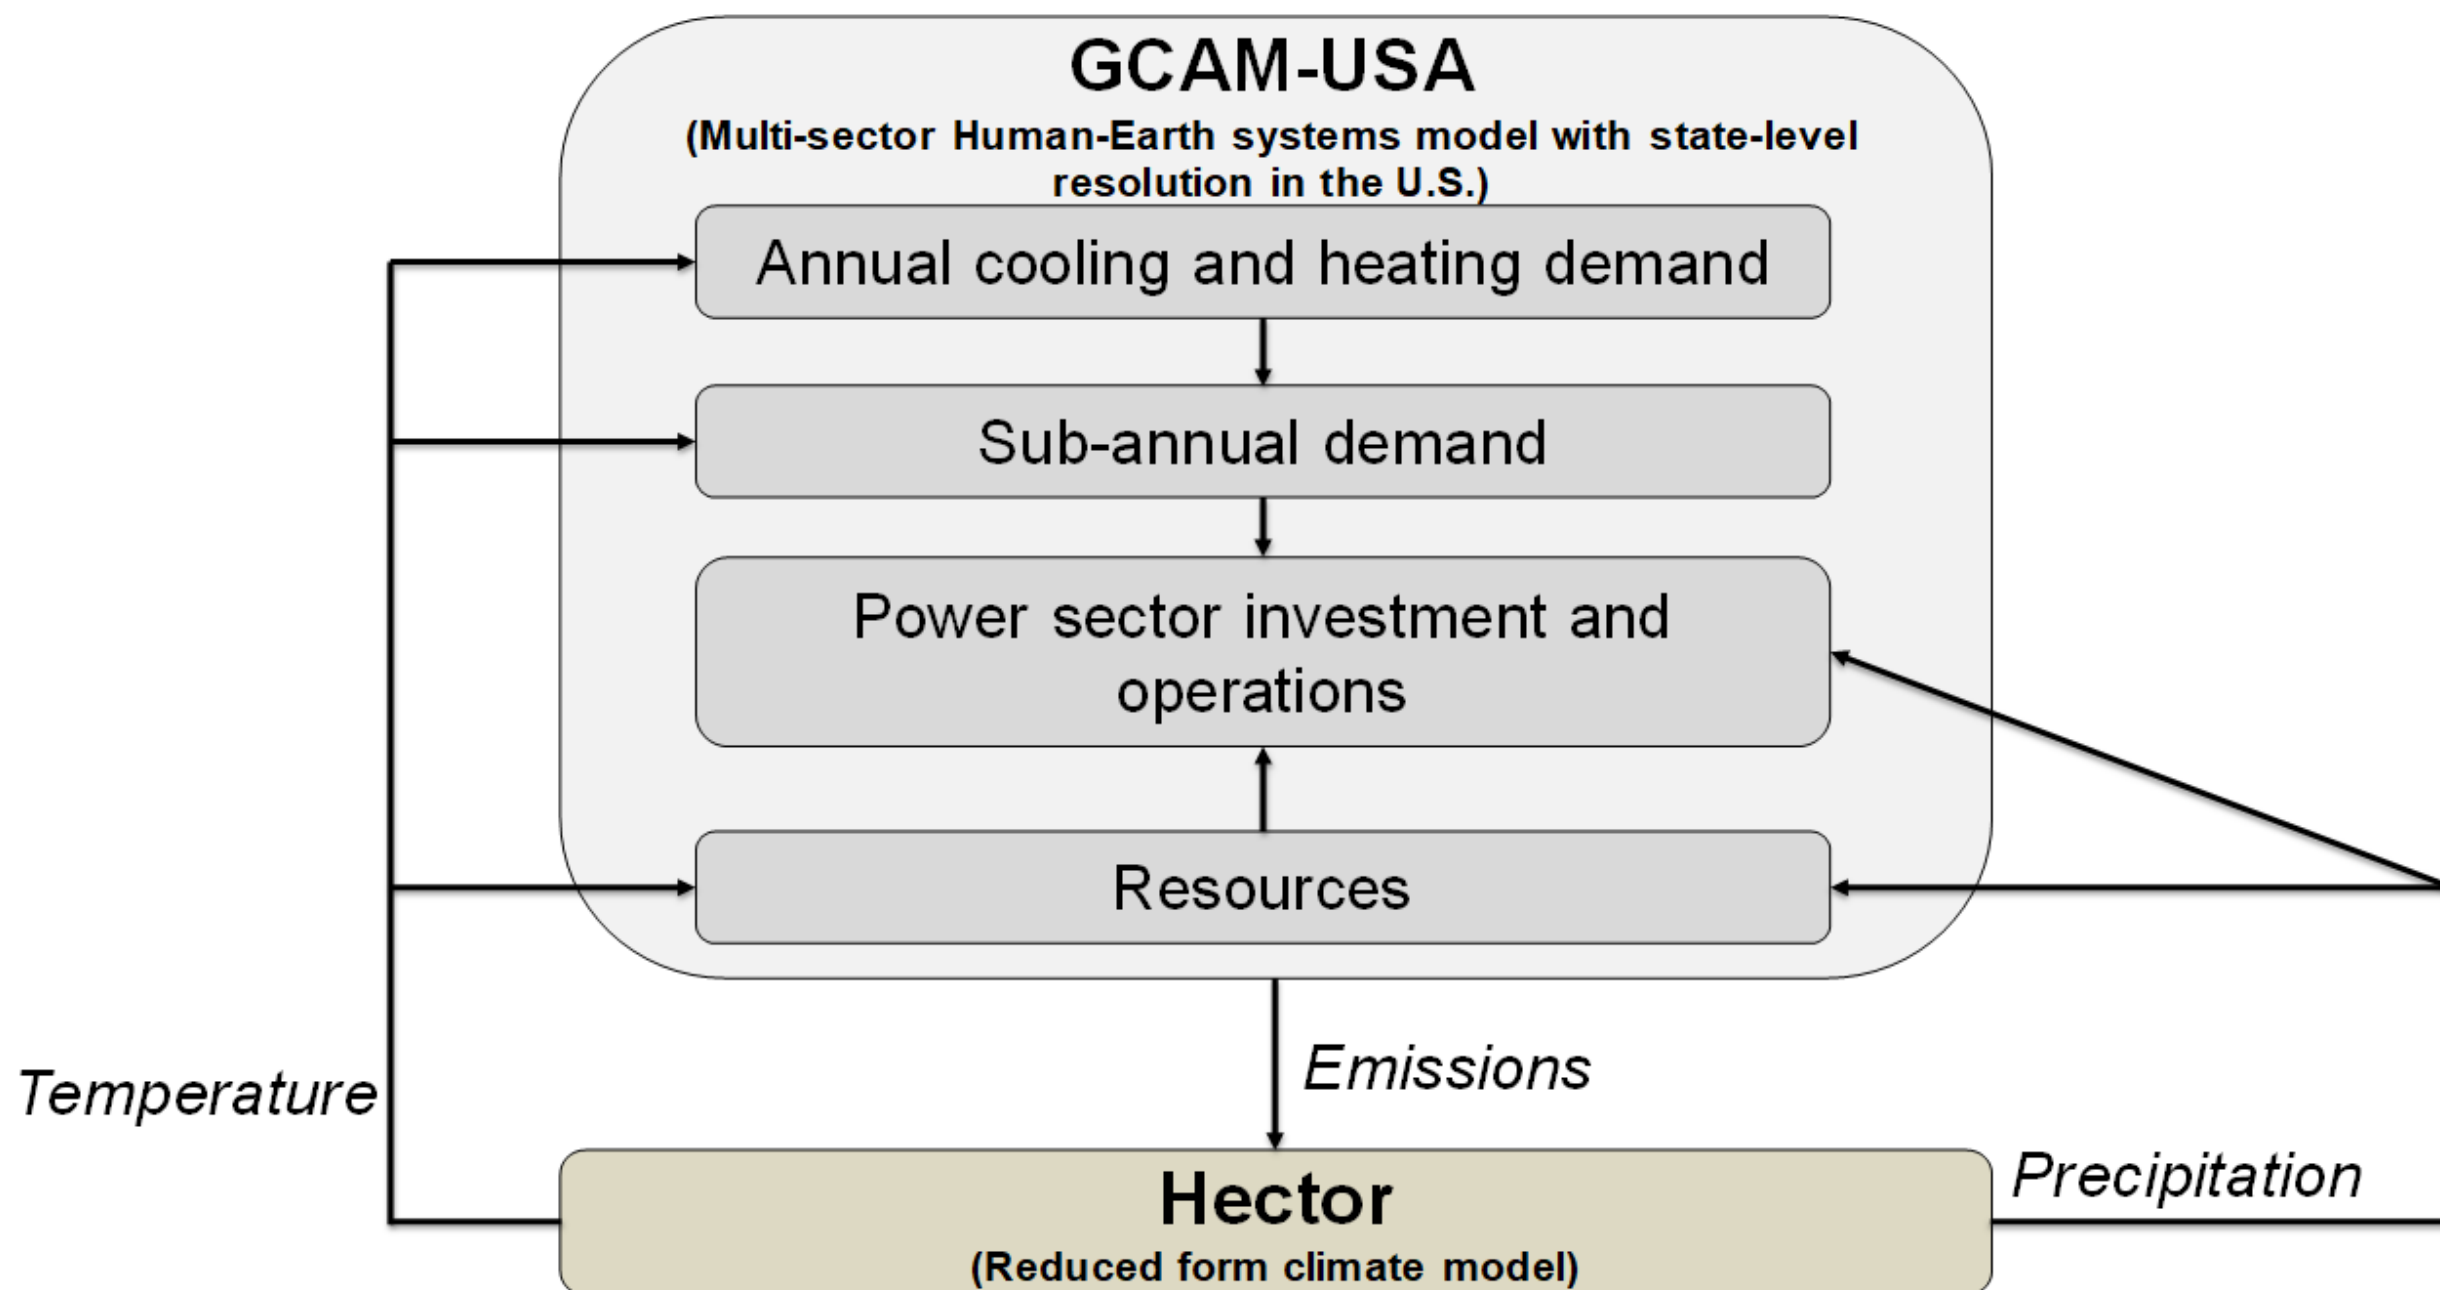 GCAM-USA
(Multi-sector Human-Earth systems model with state-level
resolution in the U.S.)
Annual cooling and heating demand
Sub-annual demand
Power sector investment and
operations
Resources
Emissions
Temperature
Precipitation
Hector
(Reduced form climate model)